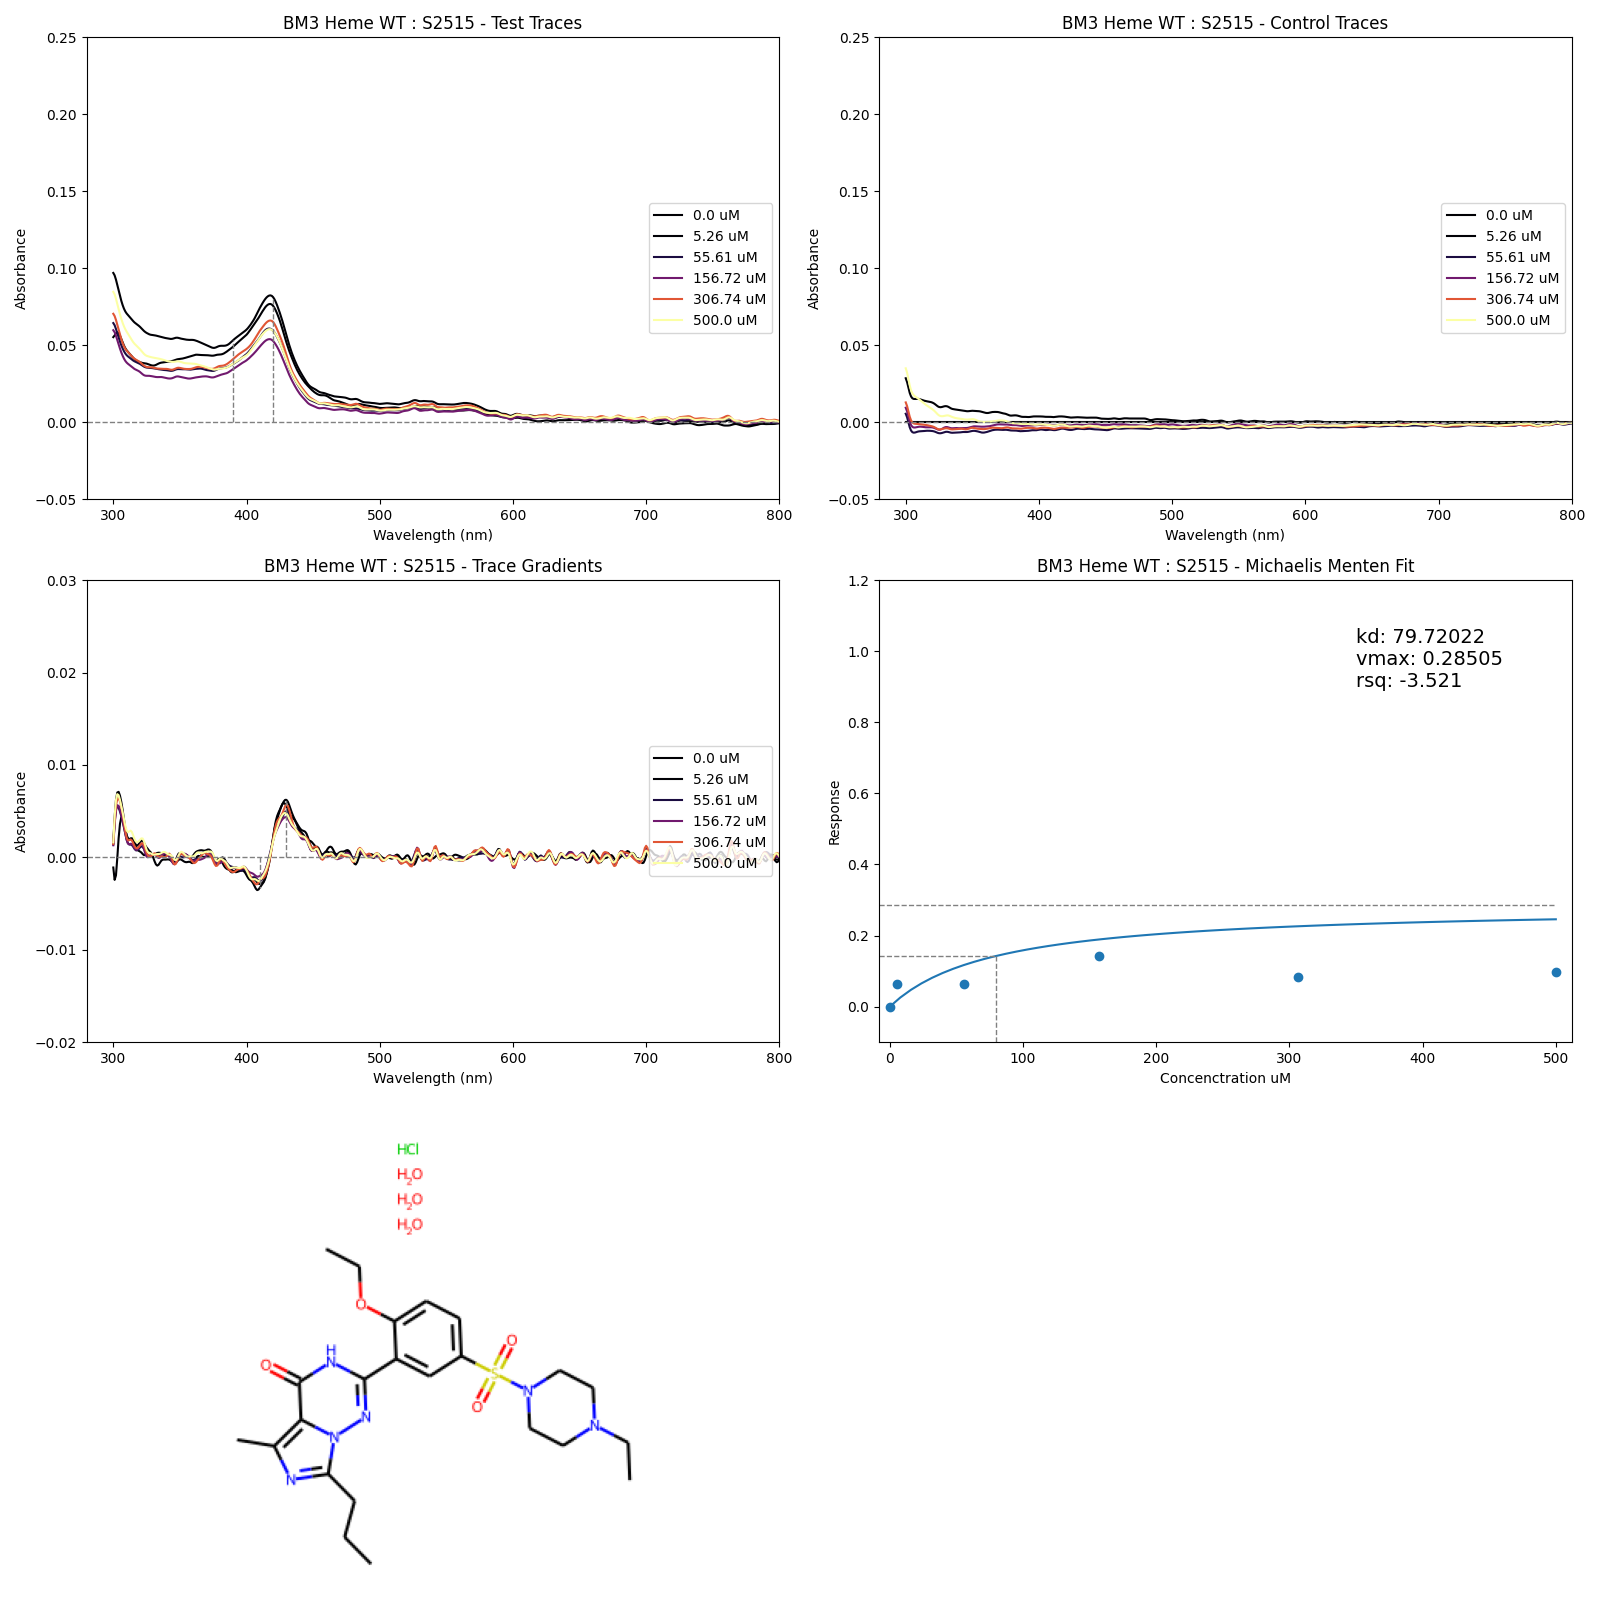 BM3 Heme WT : S2515 - Test Traces
Absorbance
0.25
0.20
0.15
0.10
0.05
0.00
−0.05
300 400 500 600 700 800
Wavelength (nm)
0.0 uM
5.26 uM
55.61 uM
156.72 uM
306.74 uM
500.0 uM
BM3 Heme WT : S2515 - Control Traces
Absorbance
0.25
0.20
0.15
0.10
0.05
0.00
−0.05
300 400 500 600 700 800
Wavelength (nm)
0.0 uM
5.26 uM
55.61 uM
156.72 uM
306.74 uM
500.0 uM
BM3 Heme WT : S2515 - Trace Gradients
Absorbance
0.03
0.02
0.01
0.00
−0.01
−0.02
300 400 500 600 700 800
Wavelength (nm)
0.0 uM
5.26 uM
55.61 uM
156.72 uM
306.74 uM
500.0 uM
BM3 Heme WT : S2515 - Michaelis Menten Fit
Response
1.2
1.0
0.8
0.6
0.4
0.2
0.0
0 100 200 300 400 500
Concenctration uM
kd: 79.72022
vmax: 0.28505
rsq: -3.521
HCl
H2O
H2O
H2O
O
O
H
N
O
S
O
N
N
N
N
N